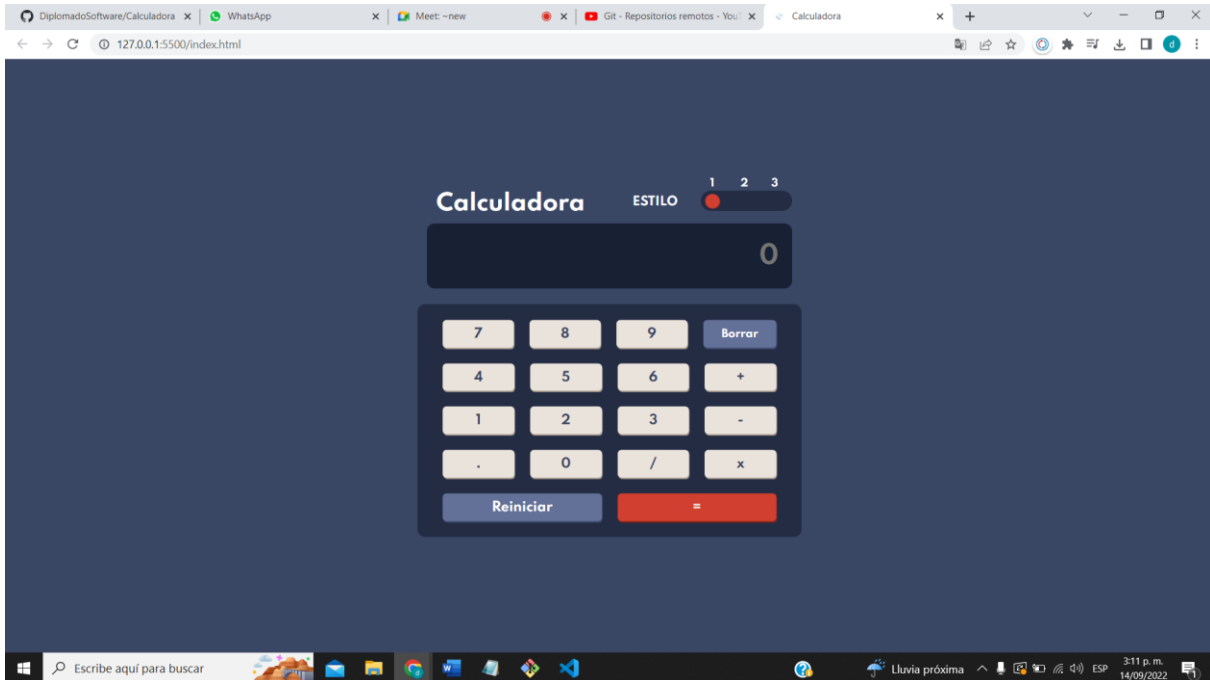 DiplomadoSoftware/Calculadora WhatsApp Meet: ~new Git - Repositorios remotos - You Calculadora
127.0.0.1:5500/index.html
d
1 2 3
Calculadora ESTILO
0
7 8 9 Borrar
4 5 6 +
1 2 3 -
. 0 / x
Reiniciar =
Escribe aquí para buscar Lluvia próxima ESP 3:11 p. m.
14/09/2022